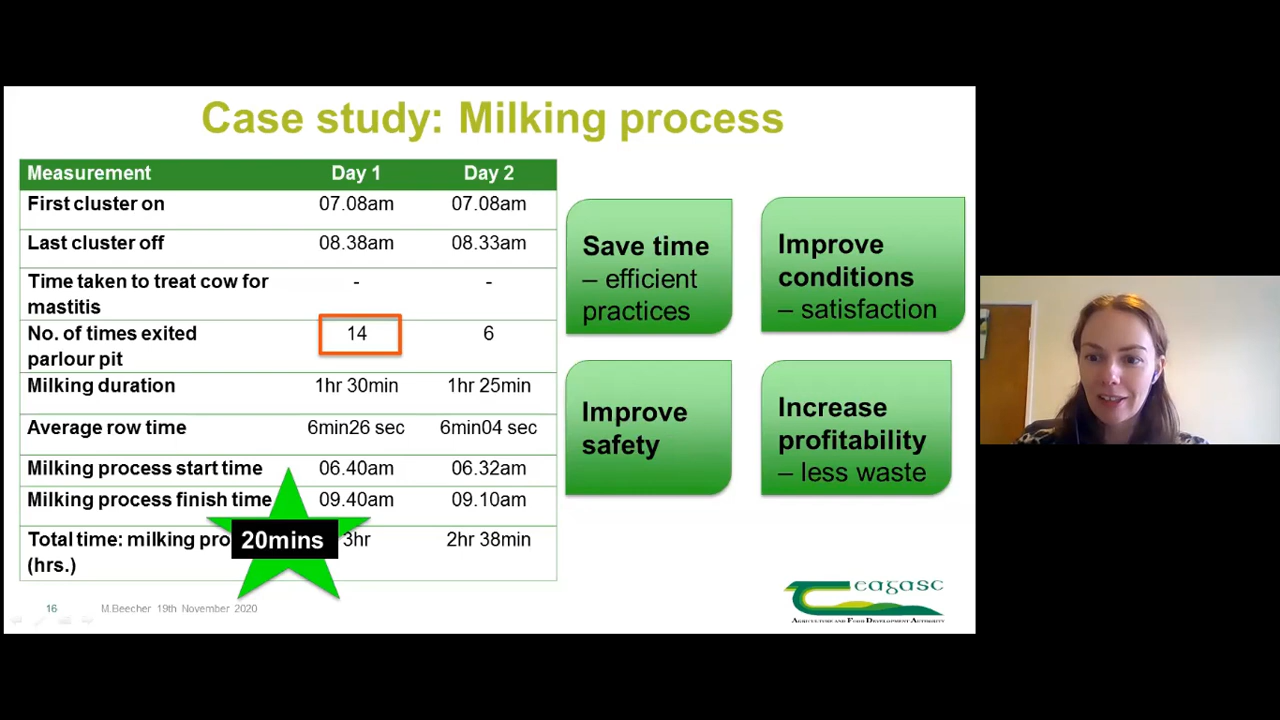 Case study: Milking process
Measurement Day 1 Day 2
First cluster on 07.08am 07.08am
Last cluster off 08.38am 08.33am
Time taken to treat cow for
mastitis - -
No. of times exited
parlour pit 14 6
Milking duration 1hr 30min 1hr 25min
Average row time 6min26 sec 6min04 sec
Milking process start time 06.40am 06.32am
Milking process finish time 09.40am 09.10am
Total time: milking pro 3hr 2hr 38min
(hrs.)
20mins
Save time
– efficient
practices
Improve
conditions
– satisfaction
Improve
safety
Increase
profitability
– less waste
16 M.Beecher 19th November 2020
Teagasc
Agriculture and Food Development Authority